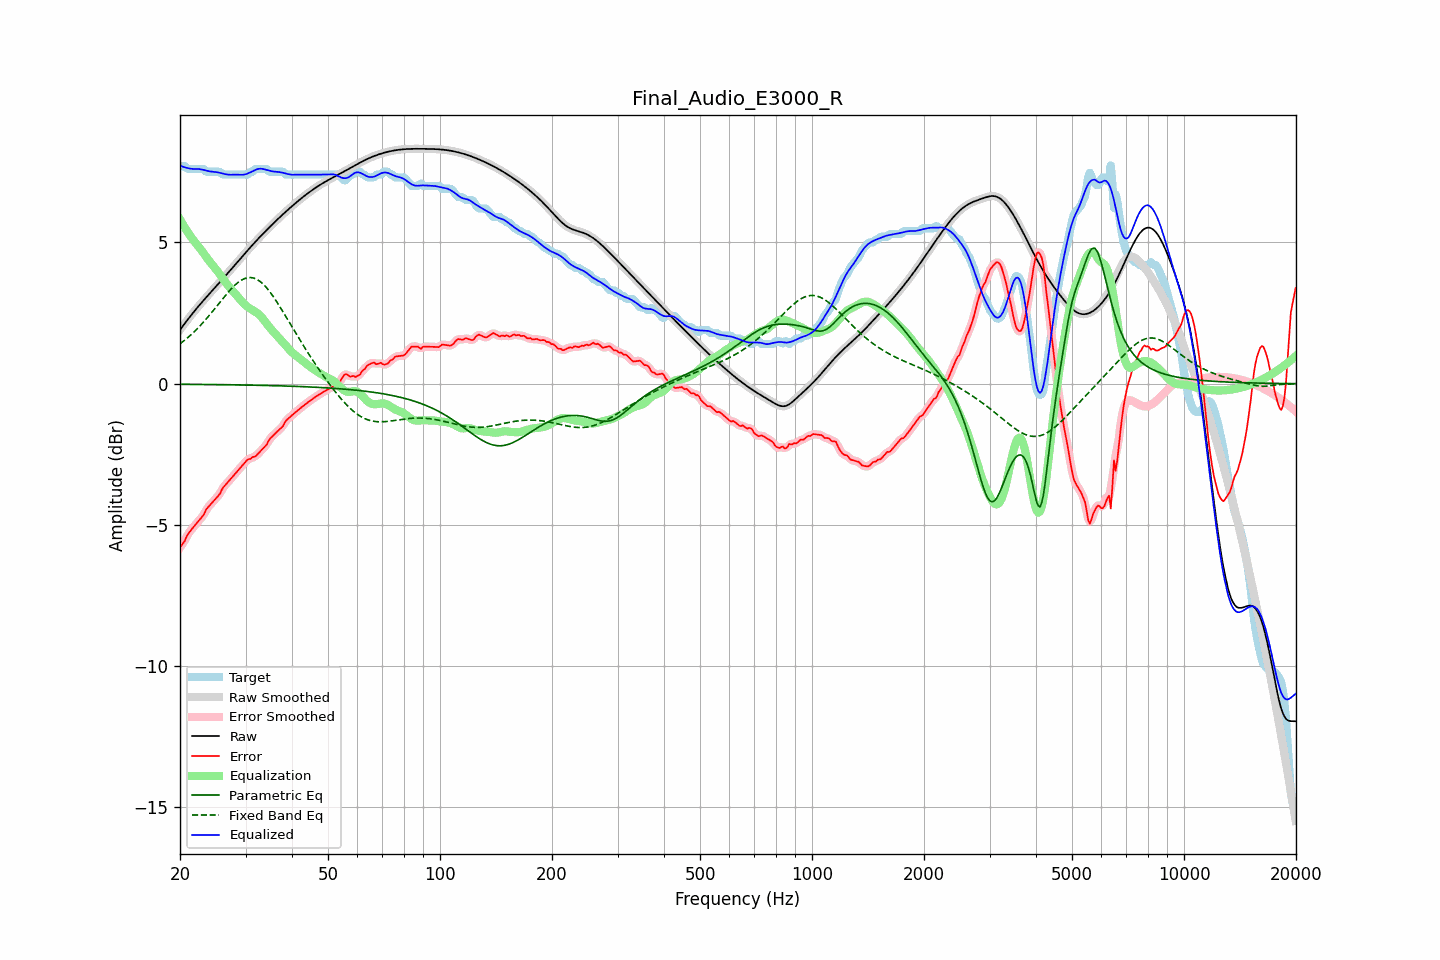 Final_Audio_E3000_R
Amplitude (dBr)
5
0
−5
−10
−15
Target
Raw Smoothed
Error Smoothed
Raw
Error
Equalization
Parametric Eq
Fixed Band Eq
Equalized
20 50 100 200 500 1000 2000 5000 10000 20000
Frequency (Hz)